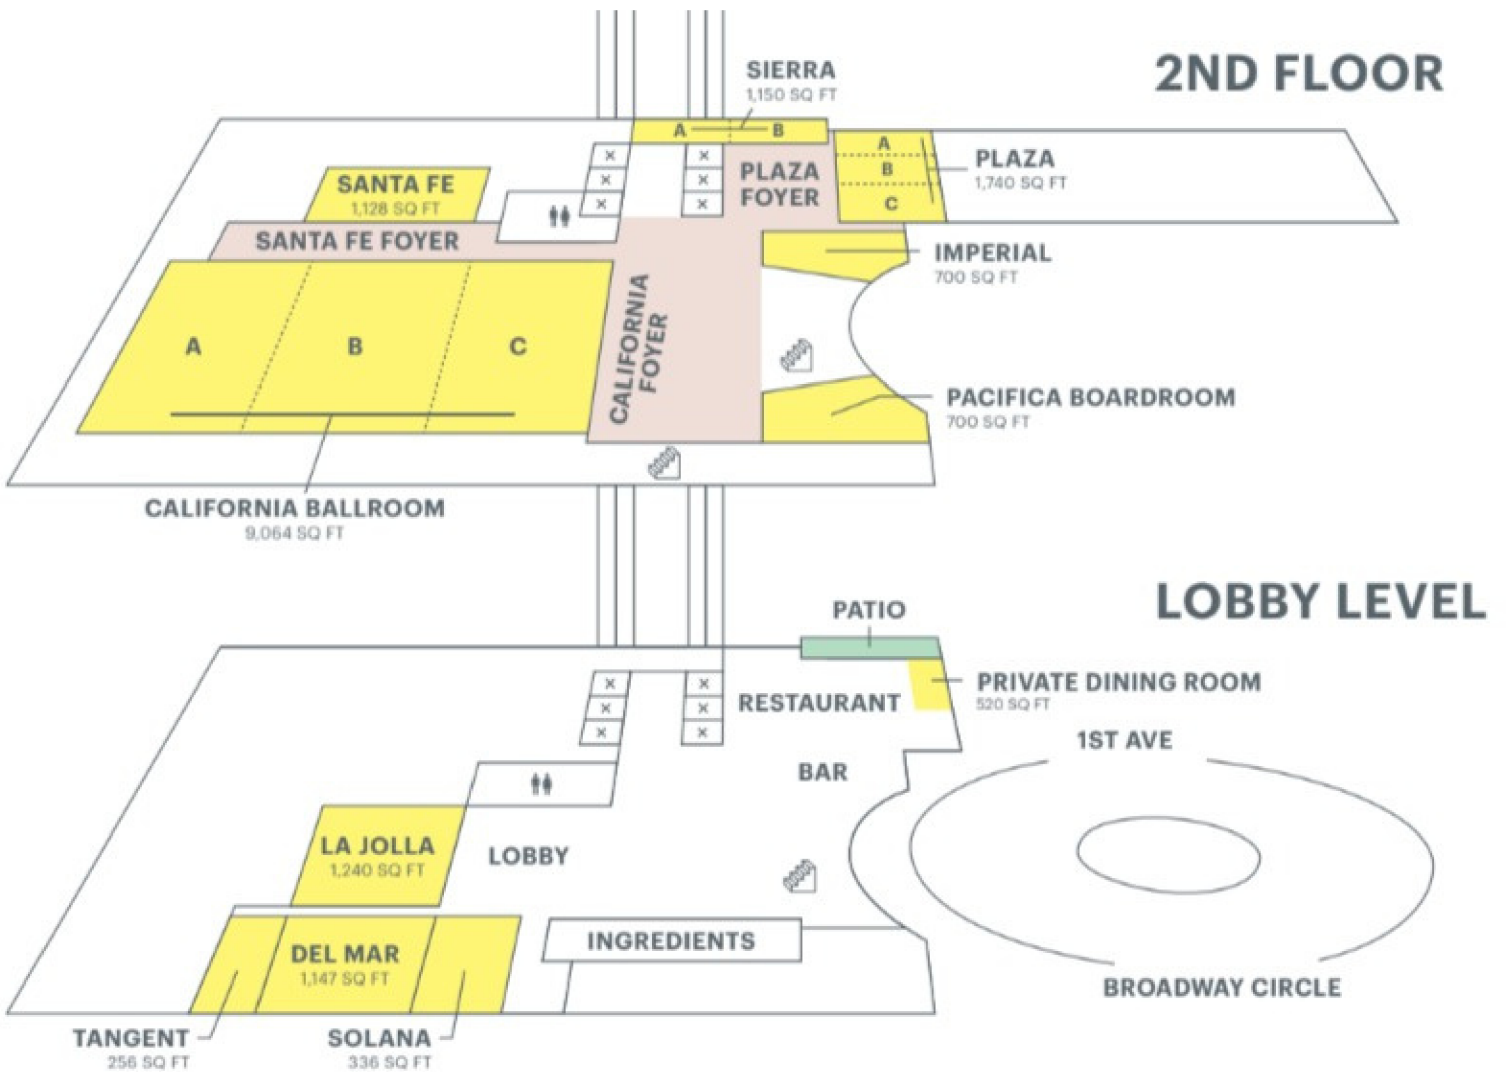 2ND FLOOR
SIERRA
1,150 SQ FT
A B
PLAZA
FOYER
A
B
C
PLAZA
1,740 SQ FT
SANTA FE
1,128 SQ FT
SANTA FE FOYER
IMPERIAL
700 SQ FT
A B C
CALIFORNIA
FOYER
PACIFICA BOARDROOM
700 SQ FT
CALIFORNIA BALLROOM
9,064 SQ FT
LOBBY LEVEL
PATIO
PRIVATE DINING ROOM
520 SQ FT
RESTAURANT
1ST AVE
BAR
LA JOLLA
1,240 SQ FT
LOBBY
DEL MAR
1,147 SQ FT
INGREDIENTS
BROADWAY CIRCLE
TANGENT
256 SQ FT
SOLANA
336 SQ FT